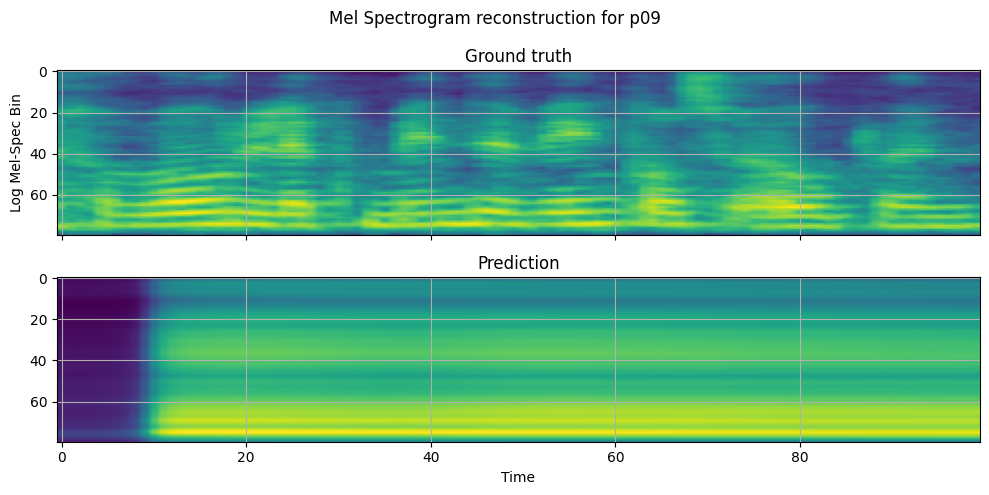 Mel Spectrogram reconstruction for p09
Ground truth
0
20
40
60
Log Mel-Spec Bin
Prediction
0
20
40
60
0 20 40 60 80
Time